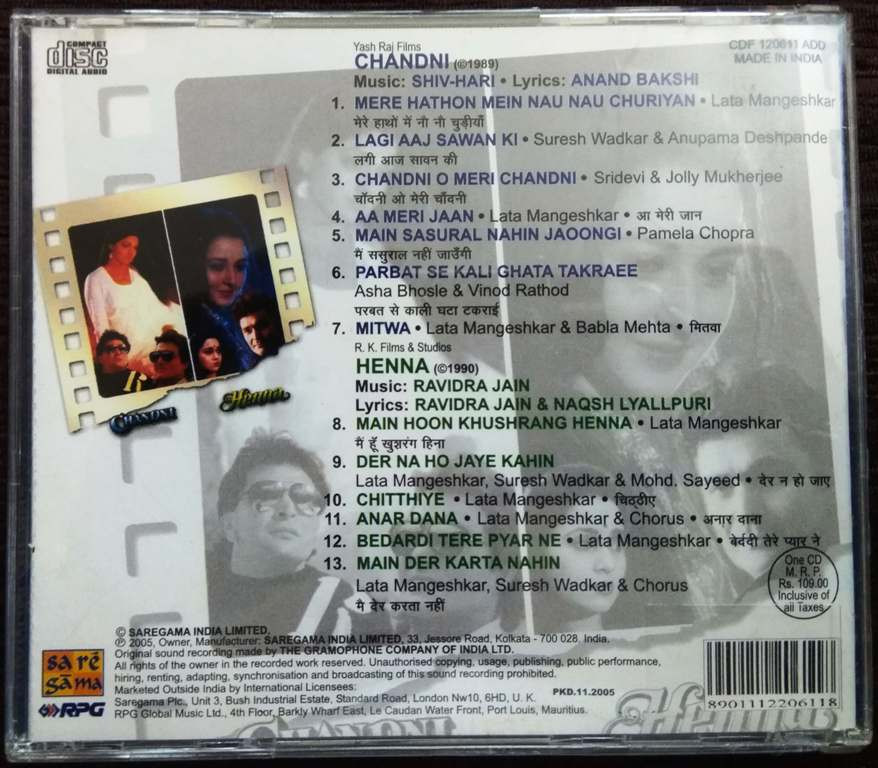 COMPACT
disc
DIGITAL AUDIO
CDF 120611 ADD
MADE IN INDIA
Yash Raj Films
CHANDNI (©1989)
Music: SHIV-HARI • Lyrics: ANAND BAKSHI
1. MERE HATHON MEIN NAU NAU CHURIYAN • Lata Mangeshkar
मेरे हाथों में नौ नौ चुड़ीयाँ
2. LAGI AAJ SAWAN KI • Suresh Wadkar & Anupama Deshpande
लगी आज सावन की
3. CHANDNI O MERI CHANDNI • Sridevi & Jolly Mukherjee
चाँदनी ओ मेरी चाँदनी
4. AA MERI JAAN • Lata Mangeshkar • आ मेरी जान
5. MAIN SASURAL NAHIN JAOONGI • Pamela Chopra
मैं ससुराल नहीं जाउँगी
6. PARBAT SE KALI GHATA TAKRAEE
Asha Bhosle & Vinod Rathod
परबत से काली घटा टकराई
7. MITWA • Lata Mangeshkar & Babla Mehta • मितवा
R. K. Films & Studios
HENNA (©1990)
Music: RAVIDRA JAIN
Lyrics: RAVIDRA JAIN & NAQSH LYALLPURI
8. MAIN HOON KHUSHRANG HENNA • Lata Mangeshkar
मैं हूँ खुशरंग हिना
9. DER NA HO JAYE KAHIN
Lata Mangeshkar, Suresh Wadkar & Mohd. Sayeed • देर न हो जाए
10. CHITTHIYE • Lata Mangeshkar • चिठ्ठीए
11. ANAR DANA • Lata Mangeshkar & Chorus • अनार दाना
12. BEDARDI TERE PYAR NE • Lata Mangeshkar • बेर्वदी तेरे प्यार ने
13. MAIN DER KARTA NAHIN
Lata Mangeshkar, Suresh Wadkar & Chorus
मै देर करता नहीं
CHANDNI
Henna
One CD
M. R. P.
Rs. 109.00
Inclusive of
all Taxes
© SAREGAMA INDIA LIMITED,
℗ 2005, Owner, Manufacturer: SAREGAMA INDIA LIMITED, 33, Jessore Road, Kolkata - 700 028, India.
Original sound recording made by THE GRAMOPHONE COMPANY OF INDIA LTD.
All rights of the owner in the recorded work reserved. Unauthorised copying, usage, publishing, public performance,
hiring, renting, adapting, synchronisation and broadcasting of this sound recording prohibited.
Marketed Outside India by International Licensees:
Saregama Plc., Unit 3, Bush Industrial Estate, Standard Road, London Nw10, 6HD, U. K.
RPG Global Music Ltd., 4th Floor, Barkly Wharf East, Le Caudan Water Front, Port Louis, Mauritius.
PKD.11.2005
sa rē
gāma
RPG
8901112206118
CHANDNI
Henna